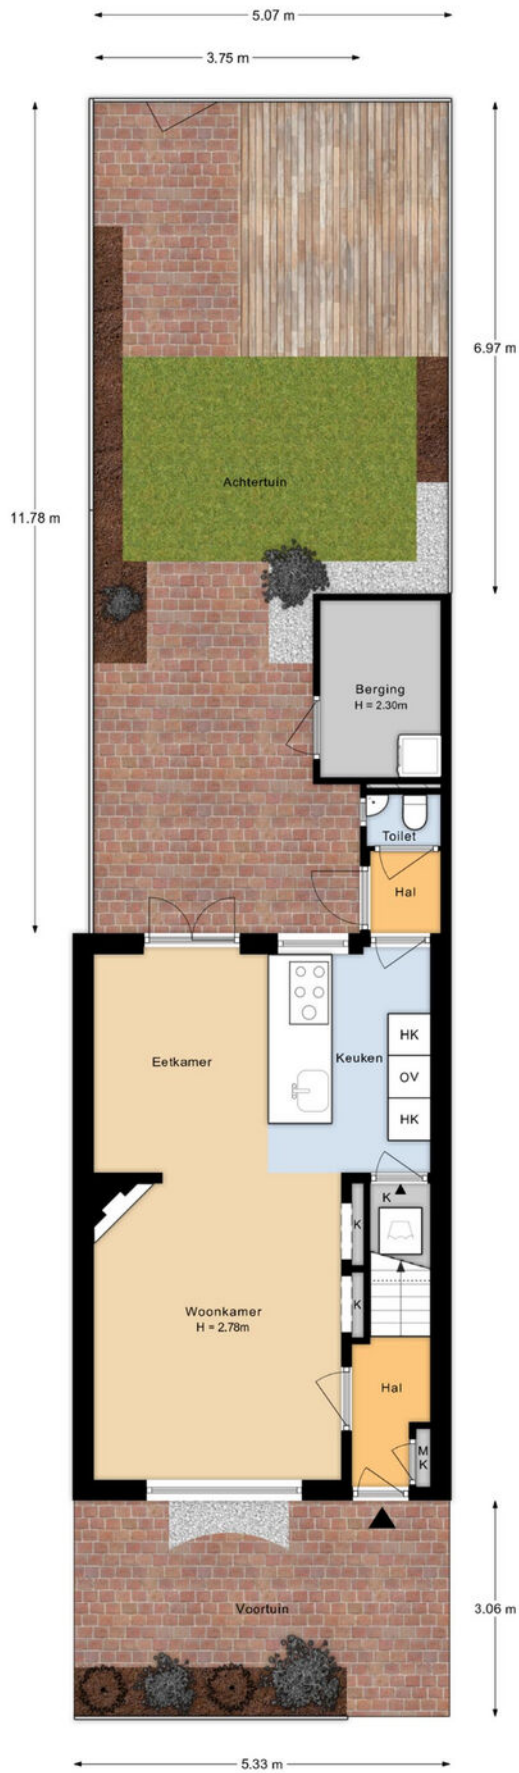 5.07 m
3.75 m
6.97 m
Achtertuin
11.78 m
Berging
H = 2.30m
Toilet
Hal
HK
Eetkamer
Keuken
OV
HK
K
K
Woonkamer
H = 2.78m
K
Hal
M
K
Voortuin
3.06 m
5.33 m